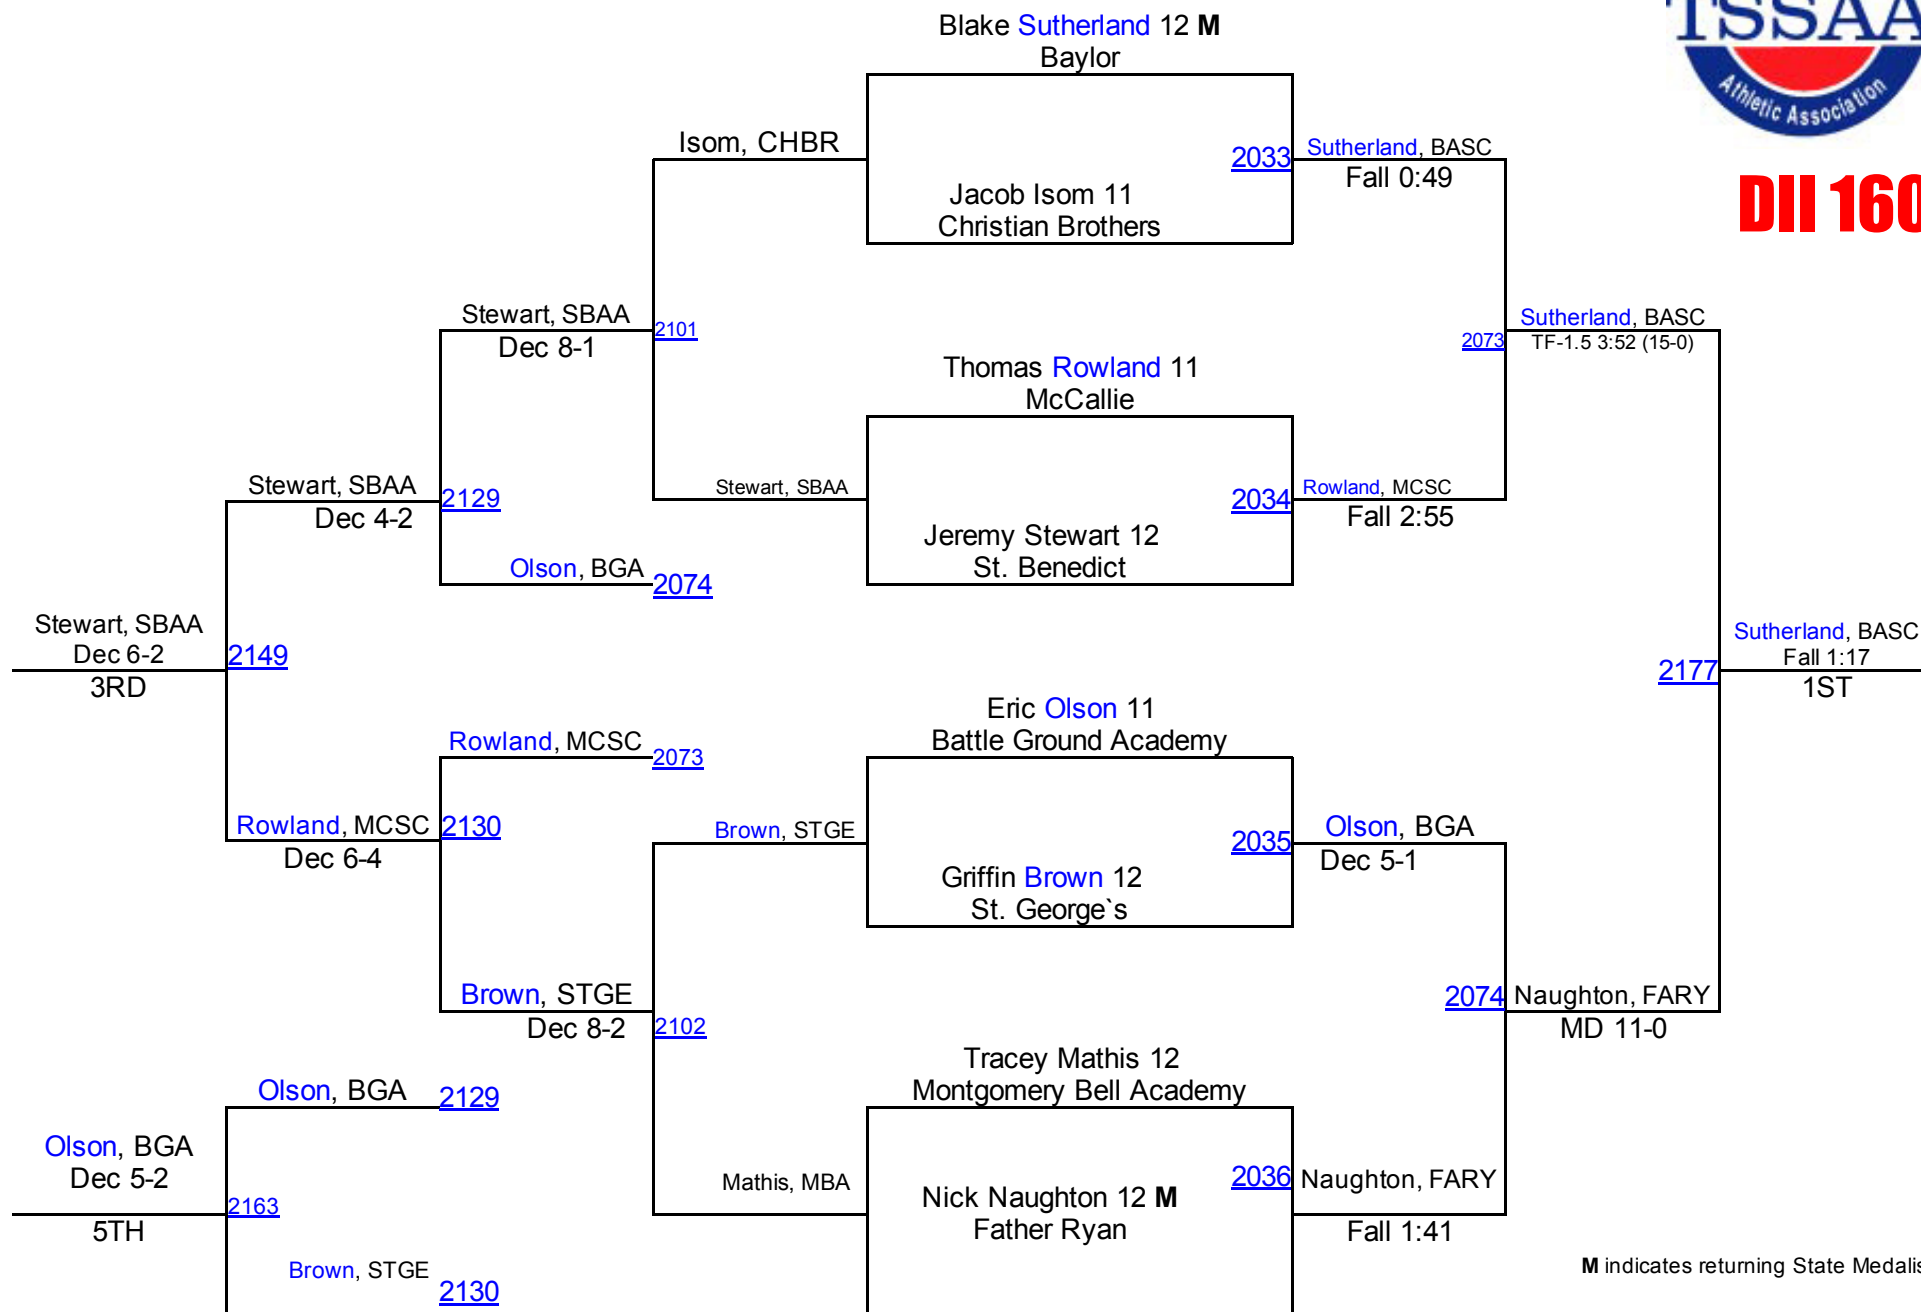 TSSAA
Athletic Association
DII 160
Blake Sutherland 12 M
Baylor
Isom, CHBR
2033
Sutherland, BASC
Fall 0:49
Jacob Isom 11
Christian Brothers
Stewart, SBAA
Dec 8-1
2101
Sutherland, BASC
2073
TF-1.5 3:52 (15-0)
Thomas Rowland 11
McCallie
Stewart, SBAA
Dec 4-2
2129
Stewart, SBAA
2034
Rowland, MCSC
Fall 2:55
Jeremy Stewart 12
St. Benedict
Olson, BGA
2074
Stewart, SBAA
Dec 6-2
3RD
2149
2177
Sutherland, BASC
Fall 1:17
1ST
Eric Olson 11
Battle Ground Academy
Rowland, MCSC
2073
Rowland, MCSC
Dec 6-4
2130
Brown, STGE
2035
Olson, BGA
Dec 5-1
Griffin Brown 12
St. George`s
Brown, STGE
Dec 8-2
2102
2074
Naughton, FARY
MD 11-0
Tracey Mathis 12
Montgomery Bell Academy
Olson, BGA
2129
Olson, BGA
Dec 5-2
5TH
2163
Mathis, MBA
2036
Naughton, FARY
Fall 1:41
Nick Naughton 12 M
Father Ryan
Brown, STGE
2130
M indicates returning State Medalis